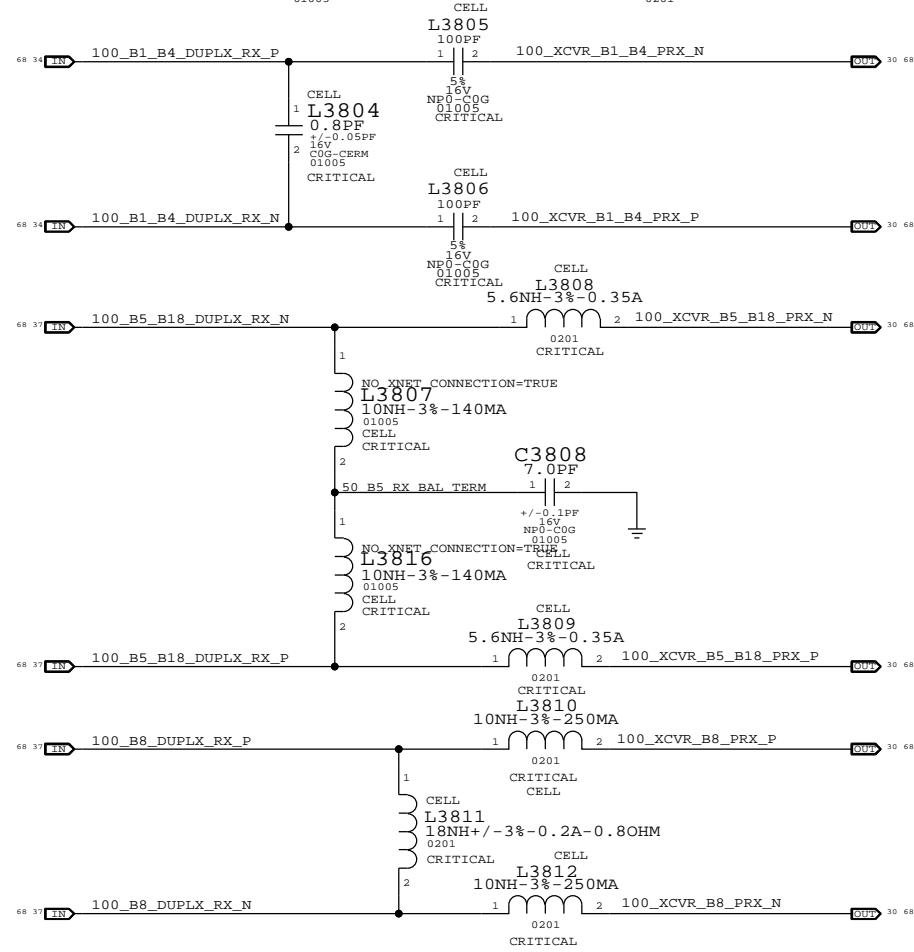 CELL
L3805
100PF
1 2
68 34 IN 100_B1_B4_DUPLX_RX_P
100_XCVR_B1_B4_PRX_N OUT 30 68
5%
16V
NP0-C0G
01005
CRITICAL
CELL
1 L3804
0.8PF
+/-0.05PF
2 16V
C0G-CERM
01005
CRITICAL
CELL
L3806
100PF
1 2
68 34 IN 100_B1_B4_DUPLX_RX_N
100_XCVR_B1_B4_PRX_P OUT 30 68
5%
16V
NP0-C0G
01005
CRITICAL
CELL
L3808
5.6NH-3%-0.35A
68 37 IN 100_B5_B18_DUPLX_RX_N
1 2 100_XCVR_B5_B18_PRX_N OUT 30 68
0201
CRITICAL
1
NO_XNET_CONNECTION=TRUE
L3807
10NH-3%-140MA
01005
CELL
CRITICAL
2
C3808
7.0PF
50_B5_RX_BAL_TERM 1 2
+/-0.1PF
16V
NP0-C0G
01005
CELL
CRITICAL
1
NO_XNET_CONNECTION=TRUE
L3816
10NH-3%-140MA
01005
CELL
CRITICAL
2
CELL
L3809
5.6NH-3%-0.35A
68 37 IN 100_B5_B18_DUPLX_RX_P
1 2 100_XCVR_B5_B18_PRX_P OUT 30 68
0201
CRITICAL
L3810
10NH-3%-250MA
68 37 IN 100_B8_DUPLX_RX_P
1 2 100_XCVR_B8_PRX_P OUT 30 68
0201
CRITICAL
CELL
1
CELL
L3811
18NH+/-3%-0.2A-0.8OHM
0201
CRITICAL
2
CELL
L3812
10NH-3%-250MA
68 37 IN 100_B8_DUPLX_RX_N
1 2 100_XCVR_B8_PRX_N OUT 30 68
0201
CRITICAL